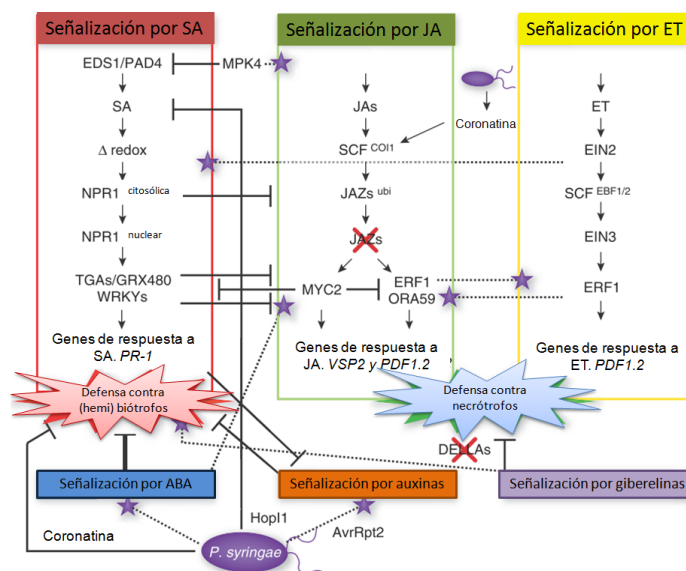 Señalización por SA
Señalización por JA
Señalización por ET
EDS1/PAD4
MPK4
SA
Δ redox
NPR1 citosólica
NPR1 nuclear
TGAs/GRX480
WRKYs
Genes de respuesta a
SA. PR-1
JAs
Coronatina
SCF COI1
JAZs ubi
JAZs
MYC2
ERF1
ORA59
Genes de respuesta a
JA. VSP2 y PDF1.2
ET
EIN2
SCF EBF1/2
EIN3
ERF1
Genes de respuesta a
ET. PDF1.2
Defensa contra
(hemi) biótrofos
Defensa contra
necrótrofos
DELLAs
Señalización por ABA
Señalización por auxinas
Señalización por giberelinas
Coronatina
HopI1
AvrRpt2
P. syringae